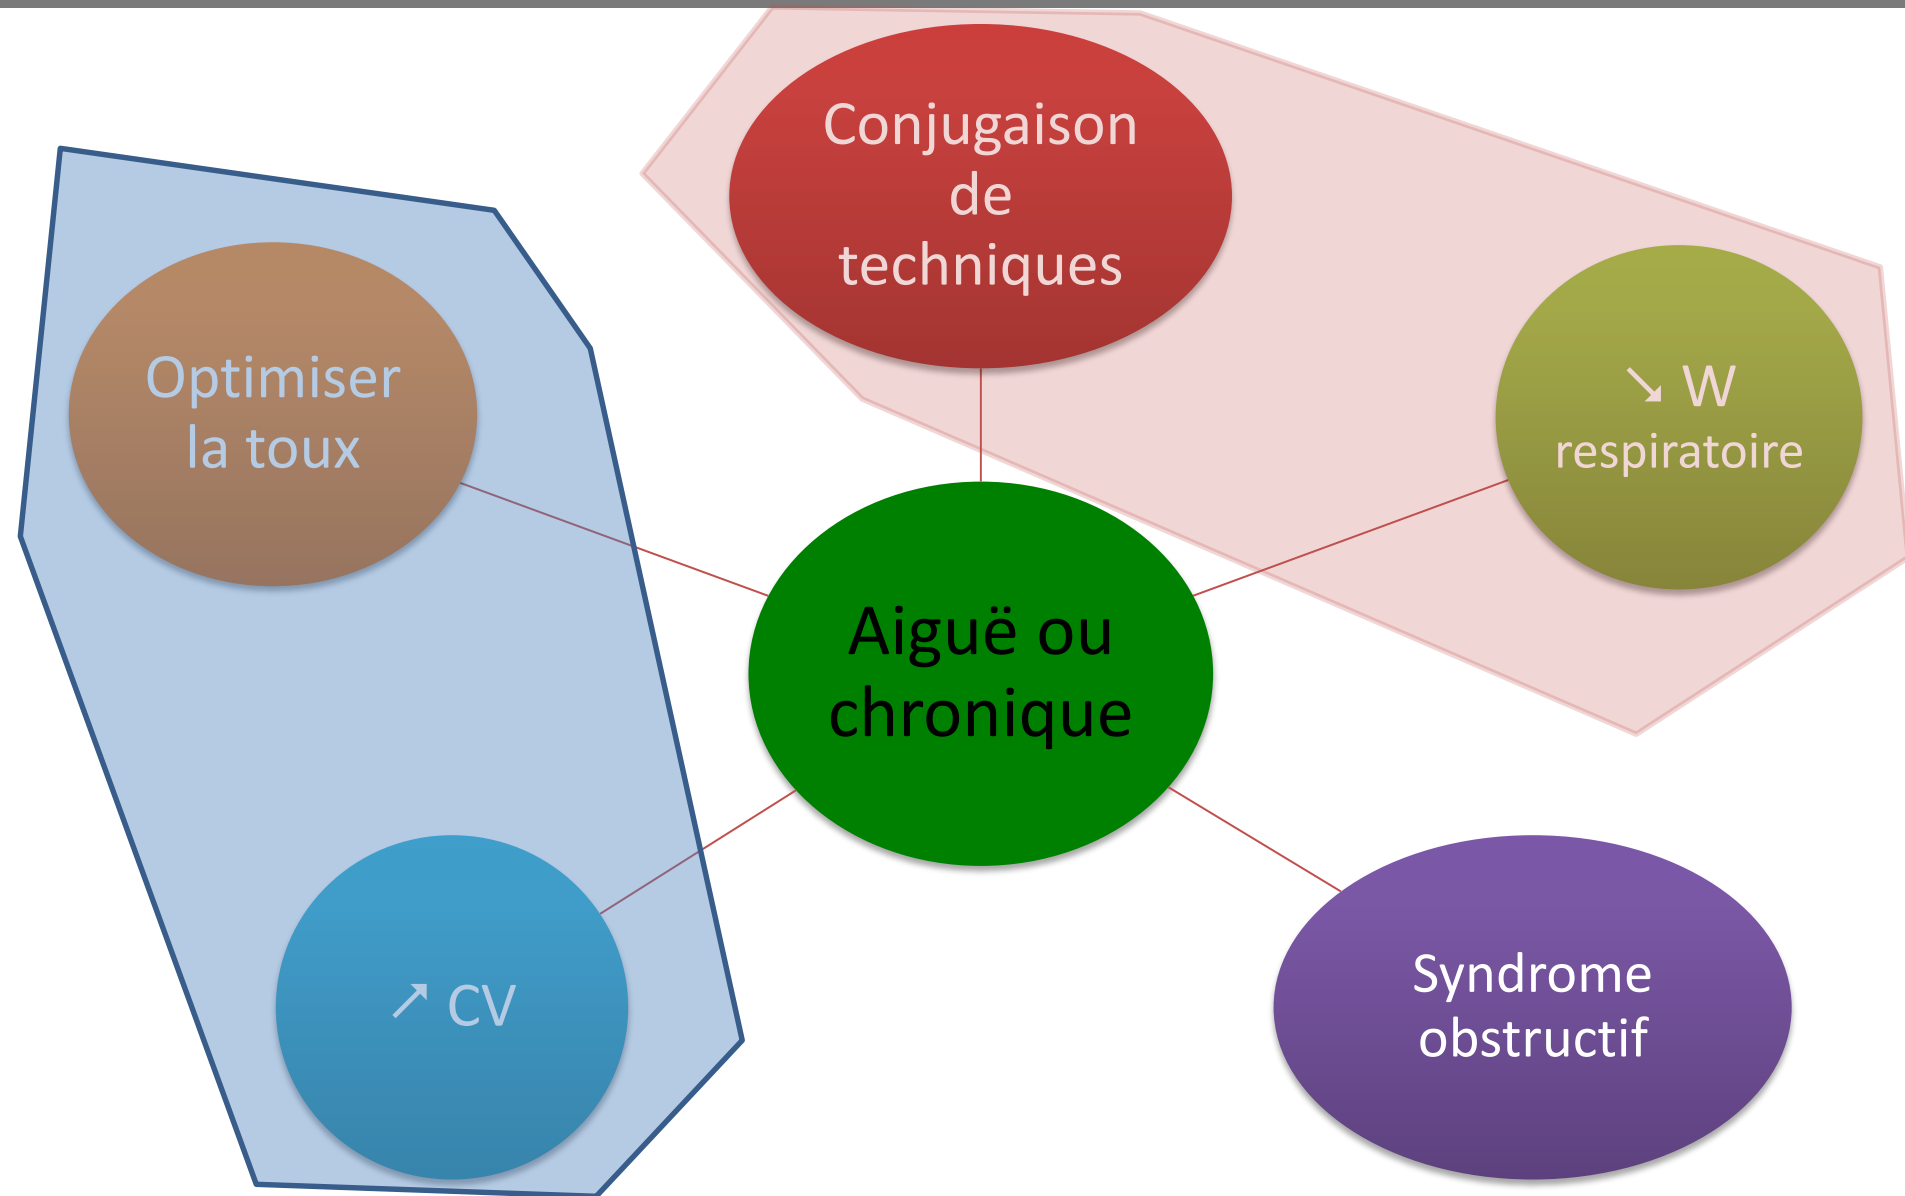 Conjugaison
de
techniques
Optimiser
la toux
↘ W
respiratoire
Aiguë ou
chronique
↗ CV
Syndrome
obstructif